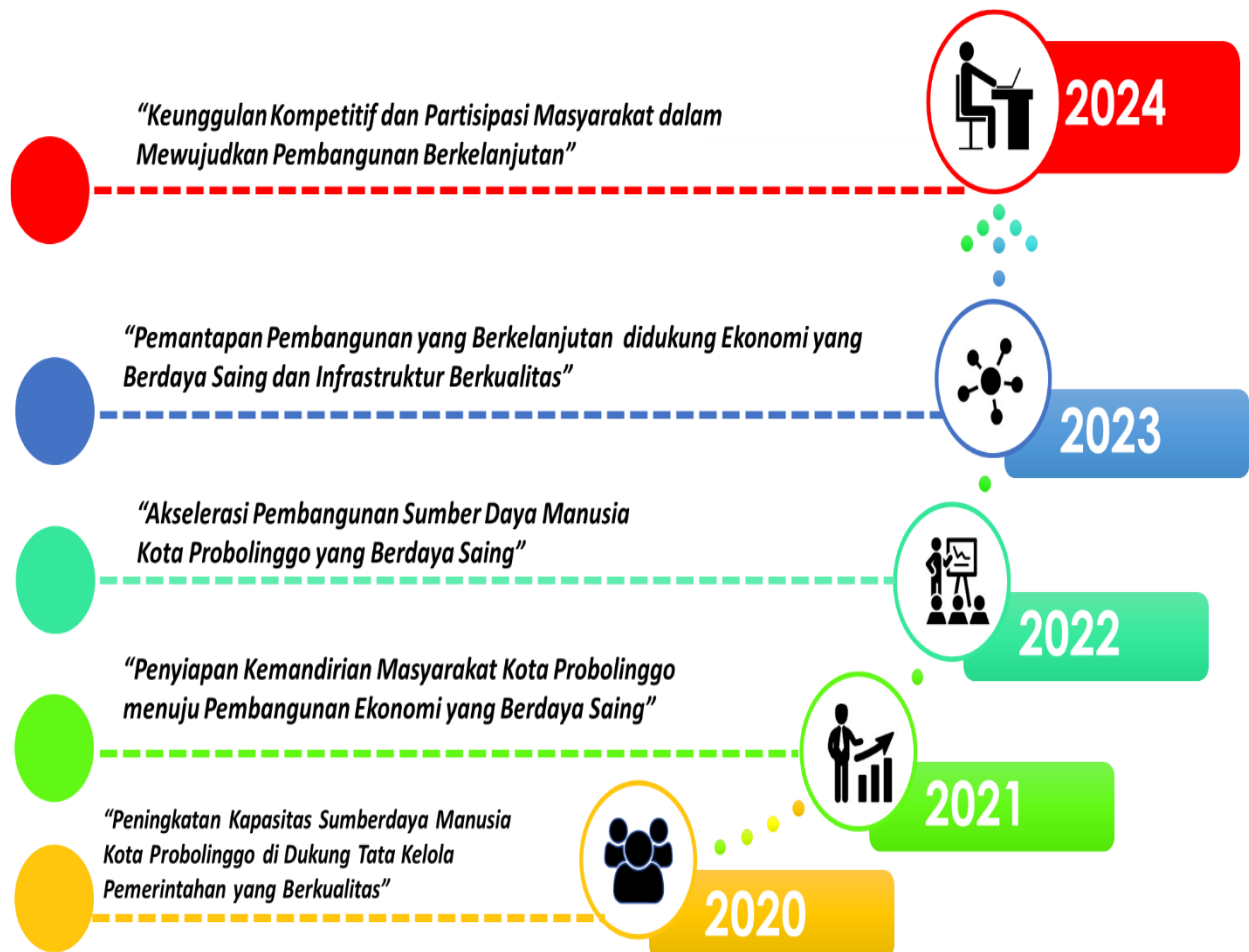 “Keunggulan Kompetitif dan Partisipasi Masyarakat dalam
Mewujudkan Pembangunan Berkelanjutan”
2024
“Pemantapan Pembangunan yang Berkelanjutan didukung Ekonomi yang
Berdaya Saing dan Infrastruktur Berkualitas”
2023
“Akselerasi Pembangunan Sumber Daya Manusia
Kota Probolinggo yang Berdaya Saing”
2022
“Penyiapan Kemandirian Masyarakat Kota Probolinggo
menuju Pembangunan Ekonomi yang Berdaya Saing”
2021
“Peningkatan Kapasitas Sumberdaya Manusia
Kota Probolinggo di Dukung Tata Kelola
Pemerintahan yang Berkualitas”
2020